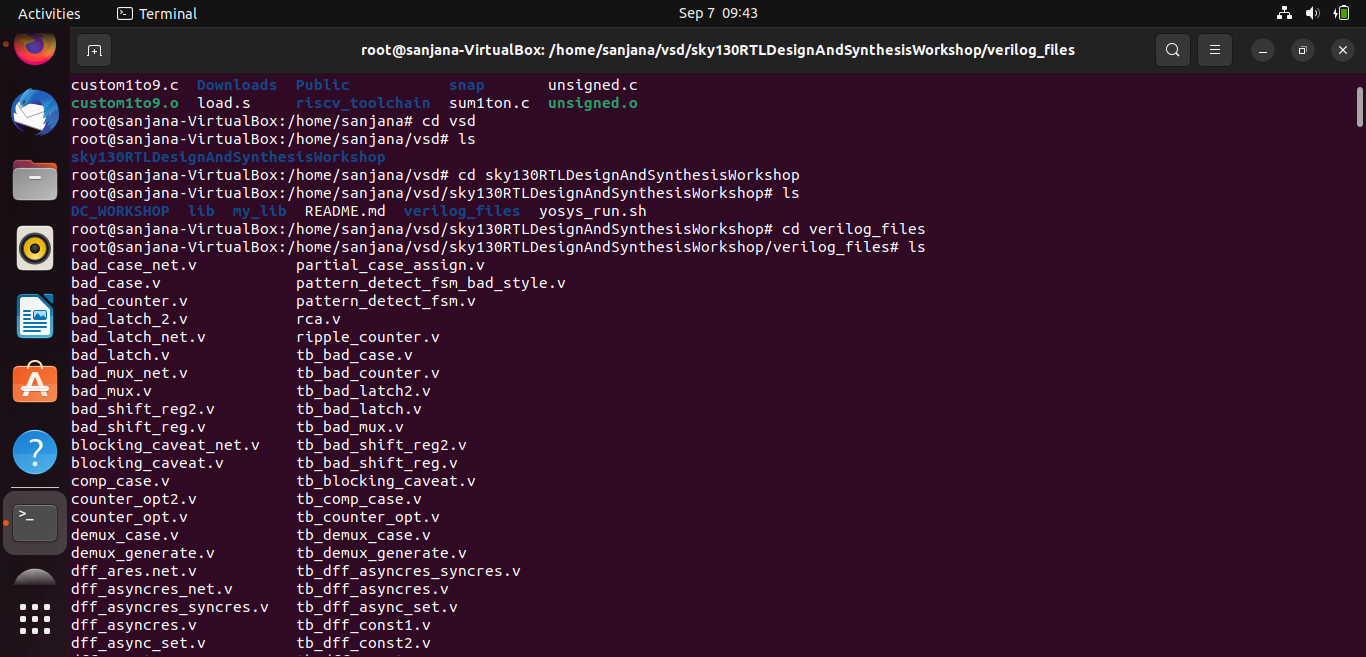 Activities Terminal Sep 7 09:43
root@sanjana-VirtualBox: /home/sanjana/vsd/sky130RTLDesignAndSynthesisWorkshop/verilog_files
custom1to9.c Downloads Public snap unsigned.c
custom1to9.o load.s riscv_toolchain sum1ton.c unsigned.o
root@sanjana-VirtualBox:/home/sanjana# cd vsd
root@sanjana-VirtualBox:/home/sanjana/vsd# ls
sky130RTLDesignAndSynthesisWorkshop
root@sanjana-VirtualBox:/home/sanjana/vsd# cd sky130RTLDesignAndSynthesisWorkshop
root@sanjana-VirtualBox:/home/sanjana/vsd/sky130RTLDesignAndSynthesisWorkshop# ls
DC_WORKSHOP lib my_lib README.md verilog_files yosys_run.sh
root@sanjana-VirtualBox:/home/sanjana/vsd/sky130RTLDesignAndSynthesisWorkshop# cd verilog_files
root@sanjana-VirtualBox:/home/sanjana/vsd/sky130RTLDesignAndSynthesisWorkshop/verilog_files# ls
bad_case_net.v partial_case_assign.v
bad_case.v pattern_detect_fsm_bad_style.v
bad_counter.v pattern_detect_fsm.v
bad_latch_2.v rca.v
bad_latch_net.v ripple_counter.v
bad_latch.v tb_bad_case.v
bad_mux_net.v tb_bad_counter.v
bad_mux.v tb_bad_latch2.v
bad_shift_reg2.v tb_bad_latch.v
bad_shift_reg.v tb_bad_mux.v
blocking_caveat_net.v tb_bad_shift_reg2.v
blocking_caveat.v tb_bad_shift_reg.v
comp_case.v tb_blocking_caveat.v
counter_opt2.v tb_comp_case.v
counter_opt.v tb_counter_opt.v
demux_case.v tb_demux_case.v
demux_generate.v tb_demux_generate.v
dff_ares.net.v tb_dff_asyncres_syncres.v
dff_asyncres_net.v tb_dff_asyncres.v
dff_asyncres_syncres.v tb_dff_async_set.v
dff_asyncres.v tb_dff_const1.v
dff_async_set.v tb_dff_const2.v